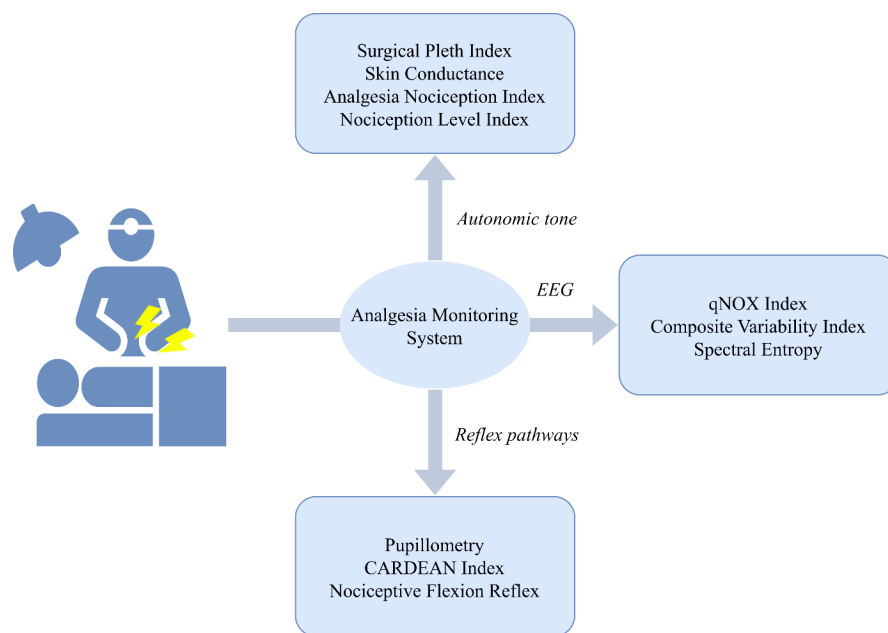 Surgical Pleth Index
Skin Conductance
Analgesia Nociception Index
Nociception Level Index
Autonomic tone
Analgesia Monitoring
System
EEG
qNOX Index
Composite Variability Index
Spectral Entropy
Reflex pathways
Pupillometry
CARDEAN Index
Nociceptive Flexion Reflex